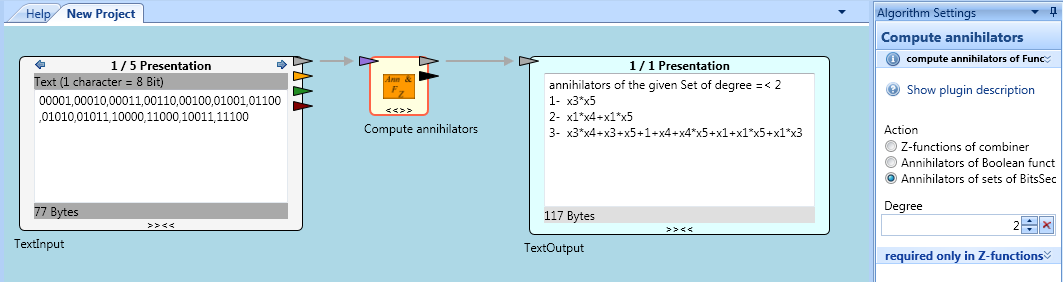 Help
New Project
1 / 5 Presentation
Text (1 character = 8 Bit)
00001,00010,00011,00110,00100,01001,01100
,01010,01011,10000,11000,10011,11100
77 Bytes
>><<
TextInput
Ann &
F Z
<<>>
Compute annihilators
1 / 1 Presentation
annihilators of the given Set of degree =< 2
1- x3*x5
2- x1*x4+x1*x5
3- x3*x4+x3+x5+1+x4+x4*x5+x1+x1*x5+x1*x3
117 Bytes
>><<
TextOutput
Algorithm Settings
Compute annihilators
compute annihilators of Func
Show plugin description
Action
Z-functions of combiner
Annihilators of Boolean funct
Annihilators of sets of BitsSec
Degree
2
required only in Z-functions